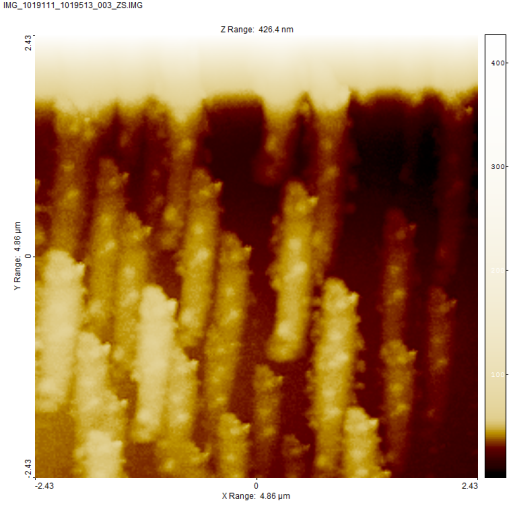 IMG_1019111_1019513_003_ZS.IMG
Z Range: 426.4 nm
2.43
400
300
Y Range: 4.86 µm
0
200
100
-2.43
-2.43
0
2.43
X Range: 4.86 µm